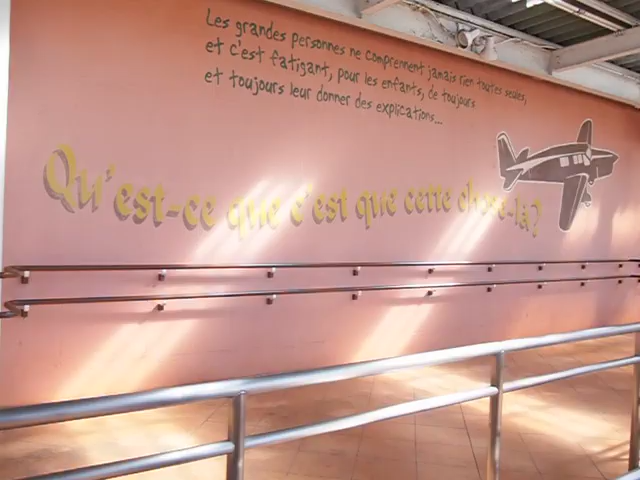 Les grandes personnes ne comprennent jamais rien toutes seules,
et c'est fatigant, pour les enfants, de toujours
et toujours leur donner des explications...
Qu'est-ce que c'est que cette chose-là?